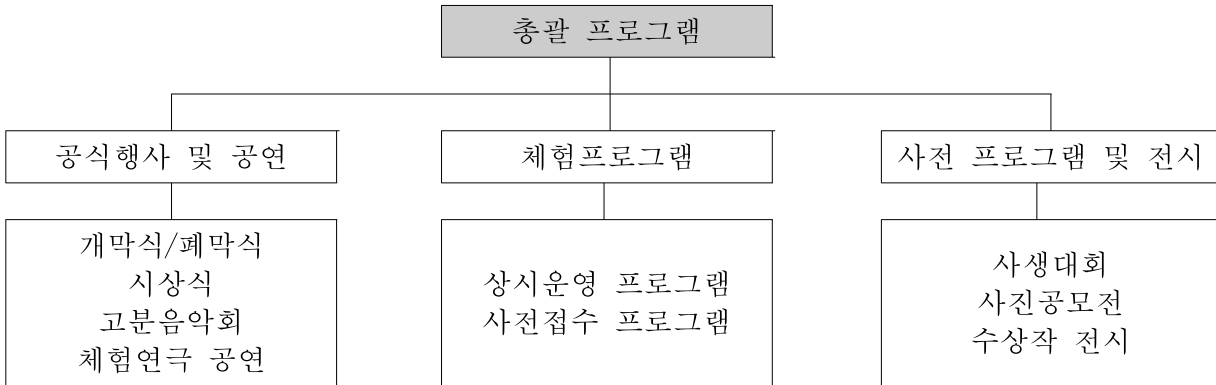 총괄 프로그램
공식행사 및 공연
체험프로그램
사전 프로그램 및 전시
개막식/폐막식
시상식
고분음악회
체험연극 공연
상시운영 프로그램
사전접수 프로그램
사생대회
사진공모전
수상작 전시